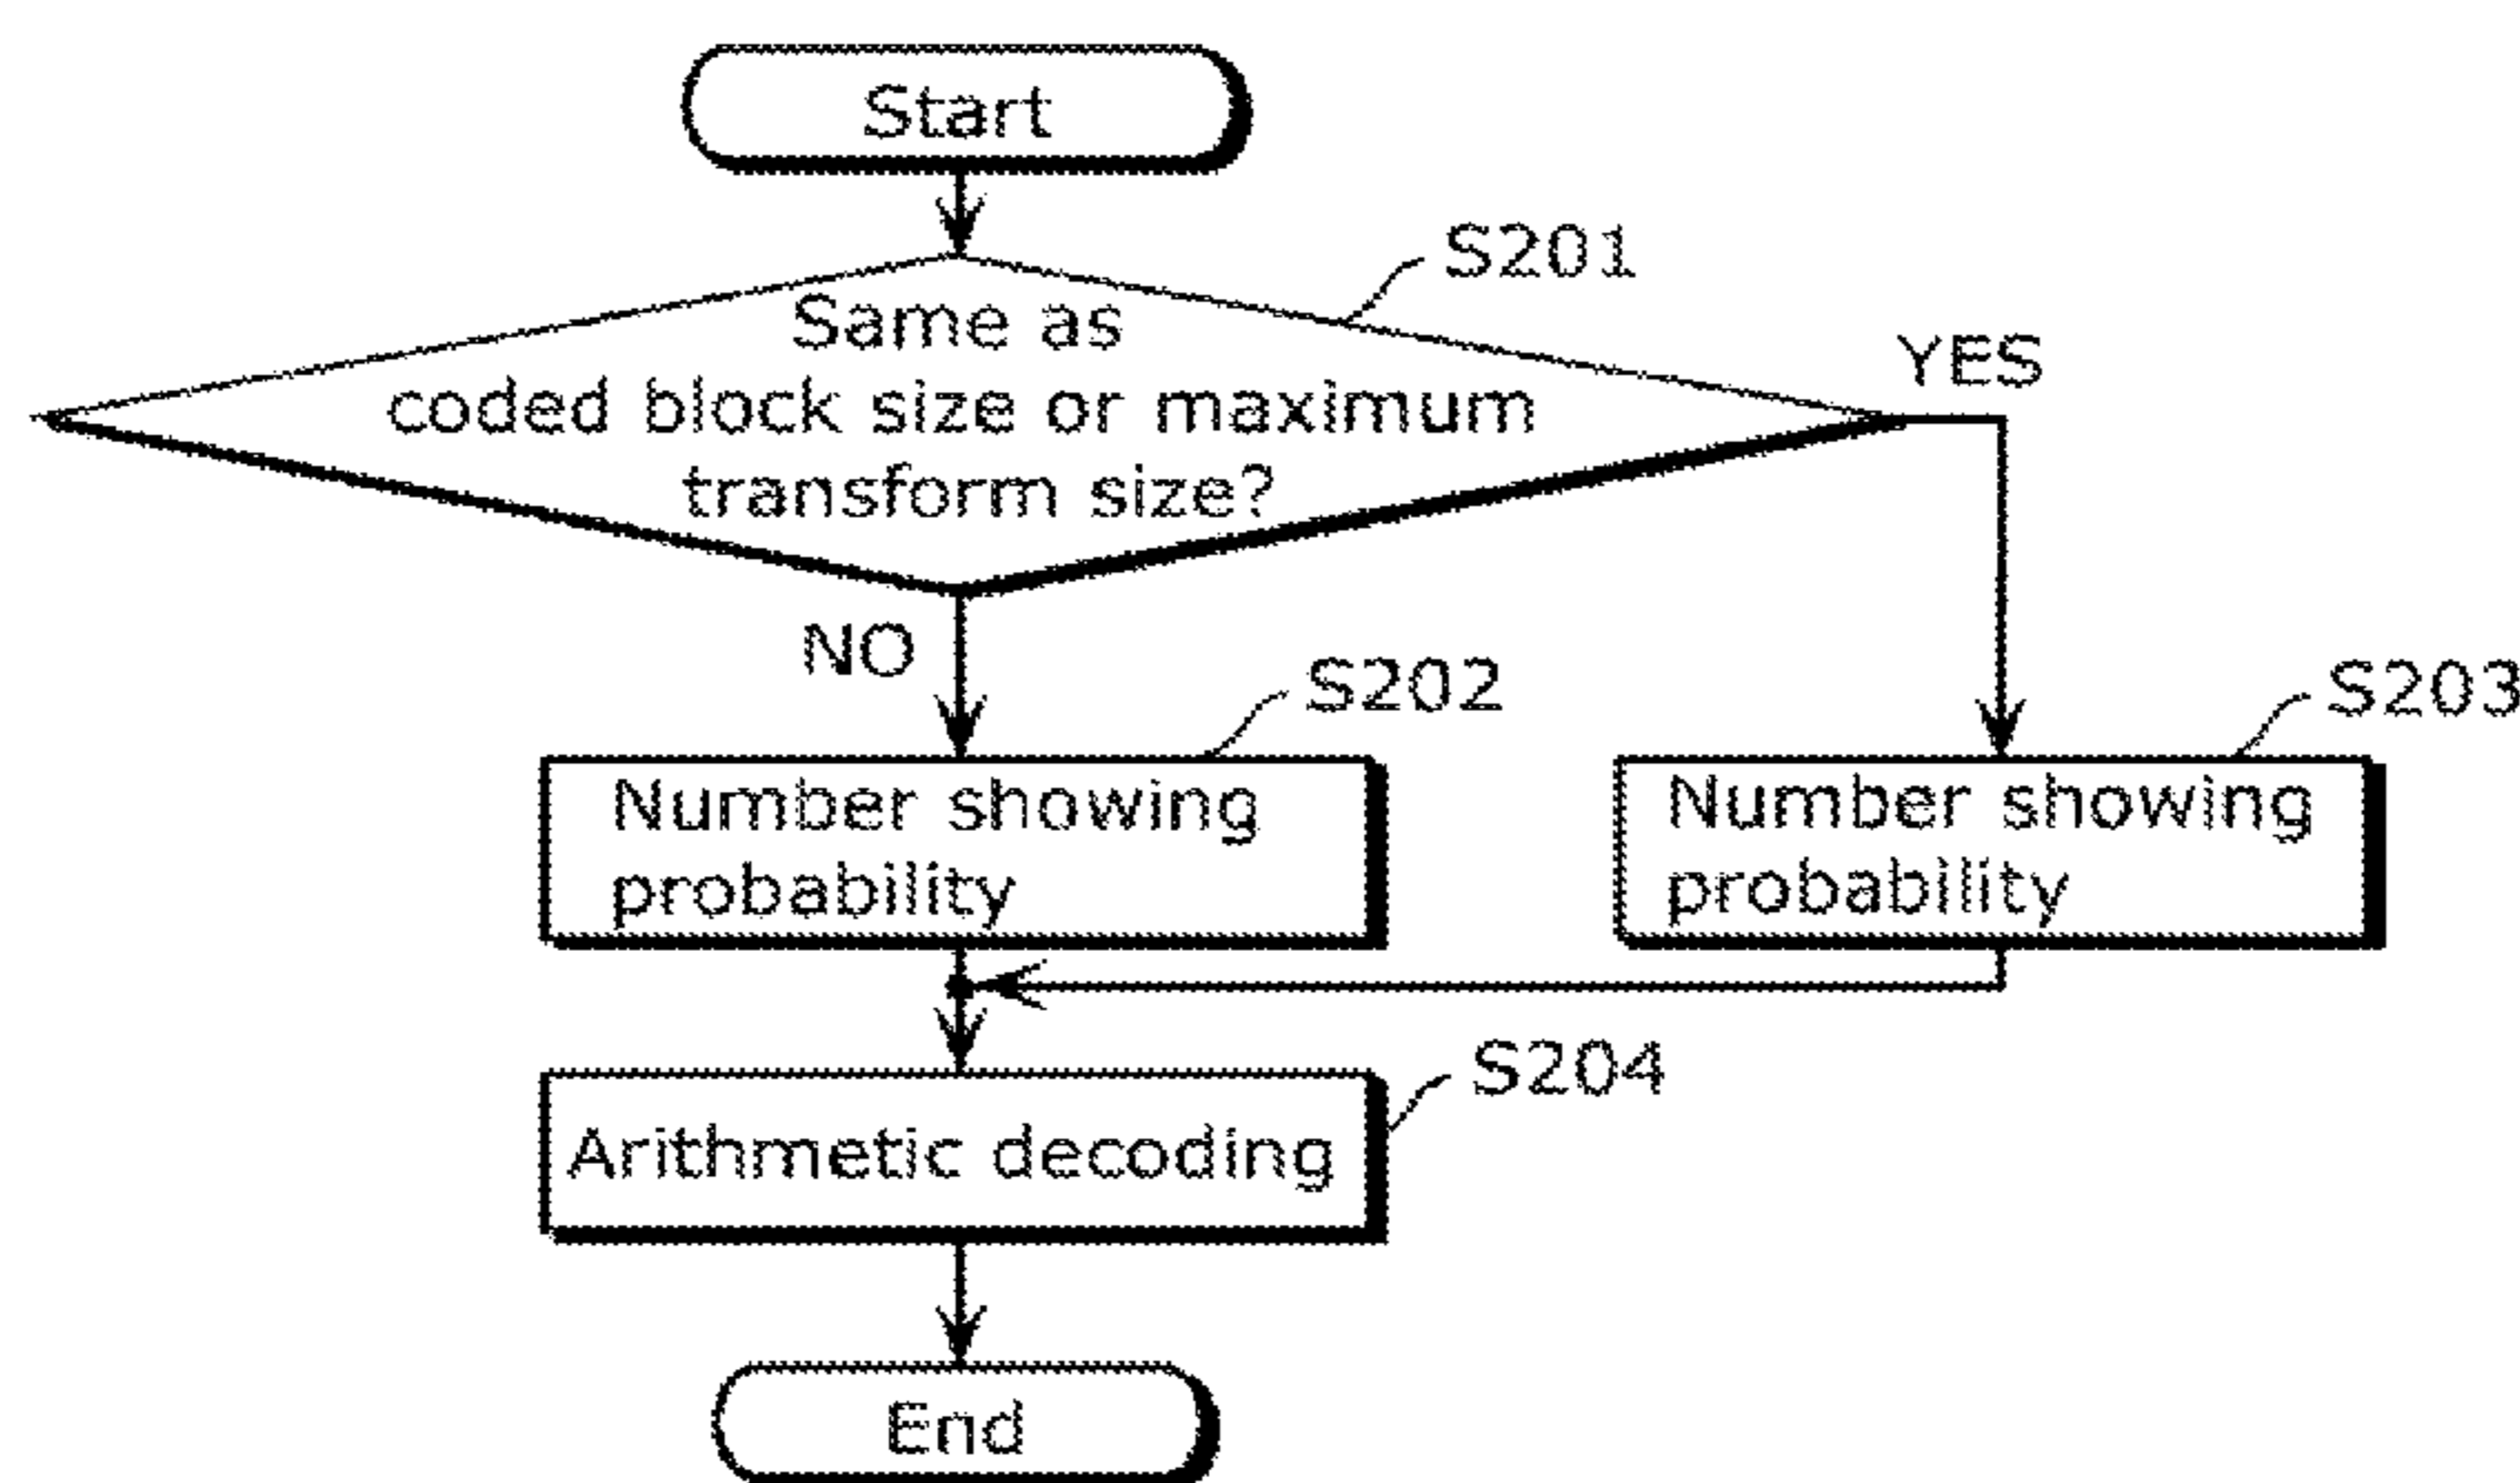 Start
S201
Same as
coded block size or maximum
transform size?
YES
NO
S202
S203
Number showing
probability
Number showing
probability
S204
Arithmetic decoding
End